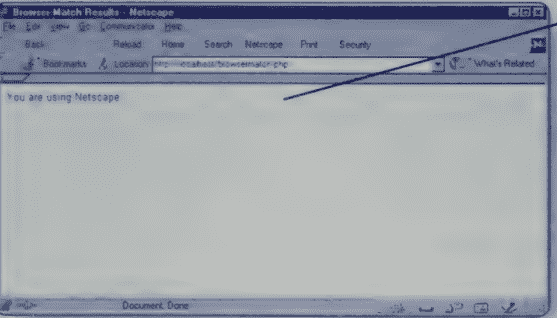 Browser Match Results - Netscape
File Edit View Go Communicator Help
Back Reload Home Search Netscape Print Security
Bookmarks Location: http://localhost/browsermatch.php What's Related
You are using Netscape
Document: Done